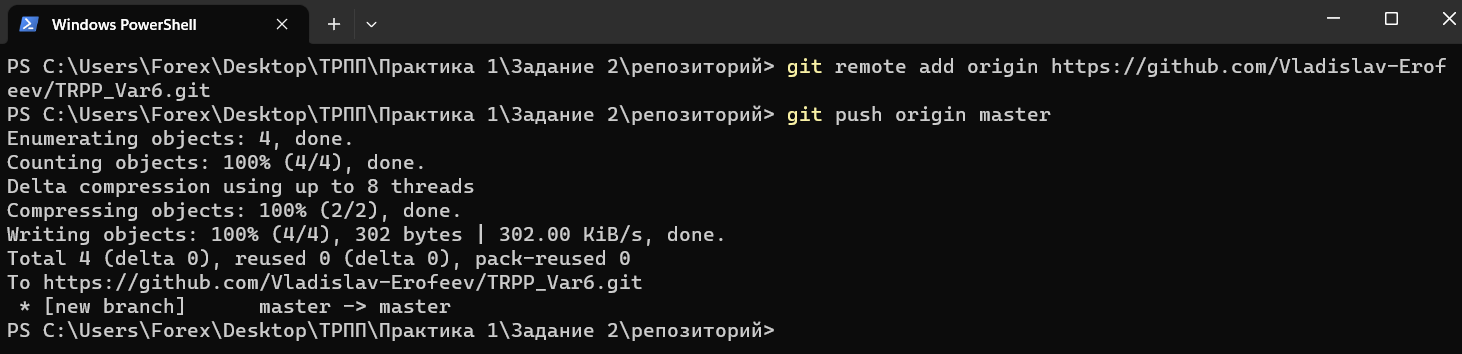 Windows PowerShell
PS C:\Users\Forex\Desktop\ТРПП\Практика 1\Задание 2\репозиторий> git remote add origin https://github.com/Vladislav-Erof
eev/TRPP_Var6.git
PS C:\Users\Forex\Desktop\ТРПП\Практика 1\Задание 2\репозиторий> git push origin master
Enumerating objects: 4, done.
Counting objects: 100% (4/4), done.
Delta compression using up to 8 threads
Compressing objects: 100% (2/2), done.
Writing objects: 100% (4/4), 302 bytes | 302.00 KiB/s, done.
Total 4 (delta 0), reused 0 (delta 0), pack-reused 0
To https://github.com/Vladislav-Erofeev/TRPP_Var6.git
 * [new branch]      master -> master
PS C:\Users\Forex\Desktop\ТРПП\Практика 1\Задание 2\репозиторий>